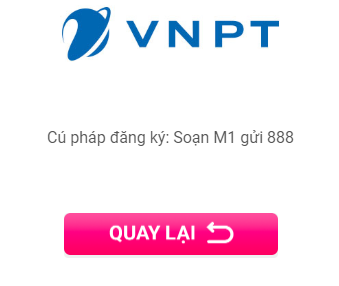 VNPT
Cú pháp đăng ký: Soạn M1 gửi 888
QUAY LẠI